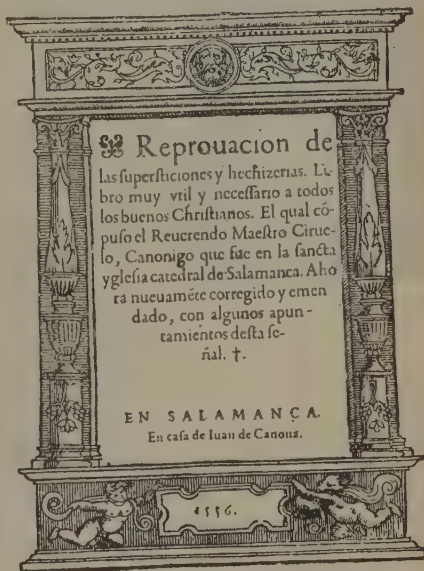 Reprouacion de
las supersticiones y hechizerias. Li-
bro muy vtil y necessario a todos
los buenos Christianos. El qual cō-
puso el Reuerendo Maestro Cirue-
lo, Canonigo que fue en la sancta
yglesia catedral de Salamanca. Aho
ra nueuamēte corregido y emen
dado, con algunos apun-
tamientos desta se-
ñal. †.
EN SALAMANCA.
En casa de Iuan de Canoua.
1556.